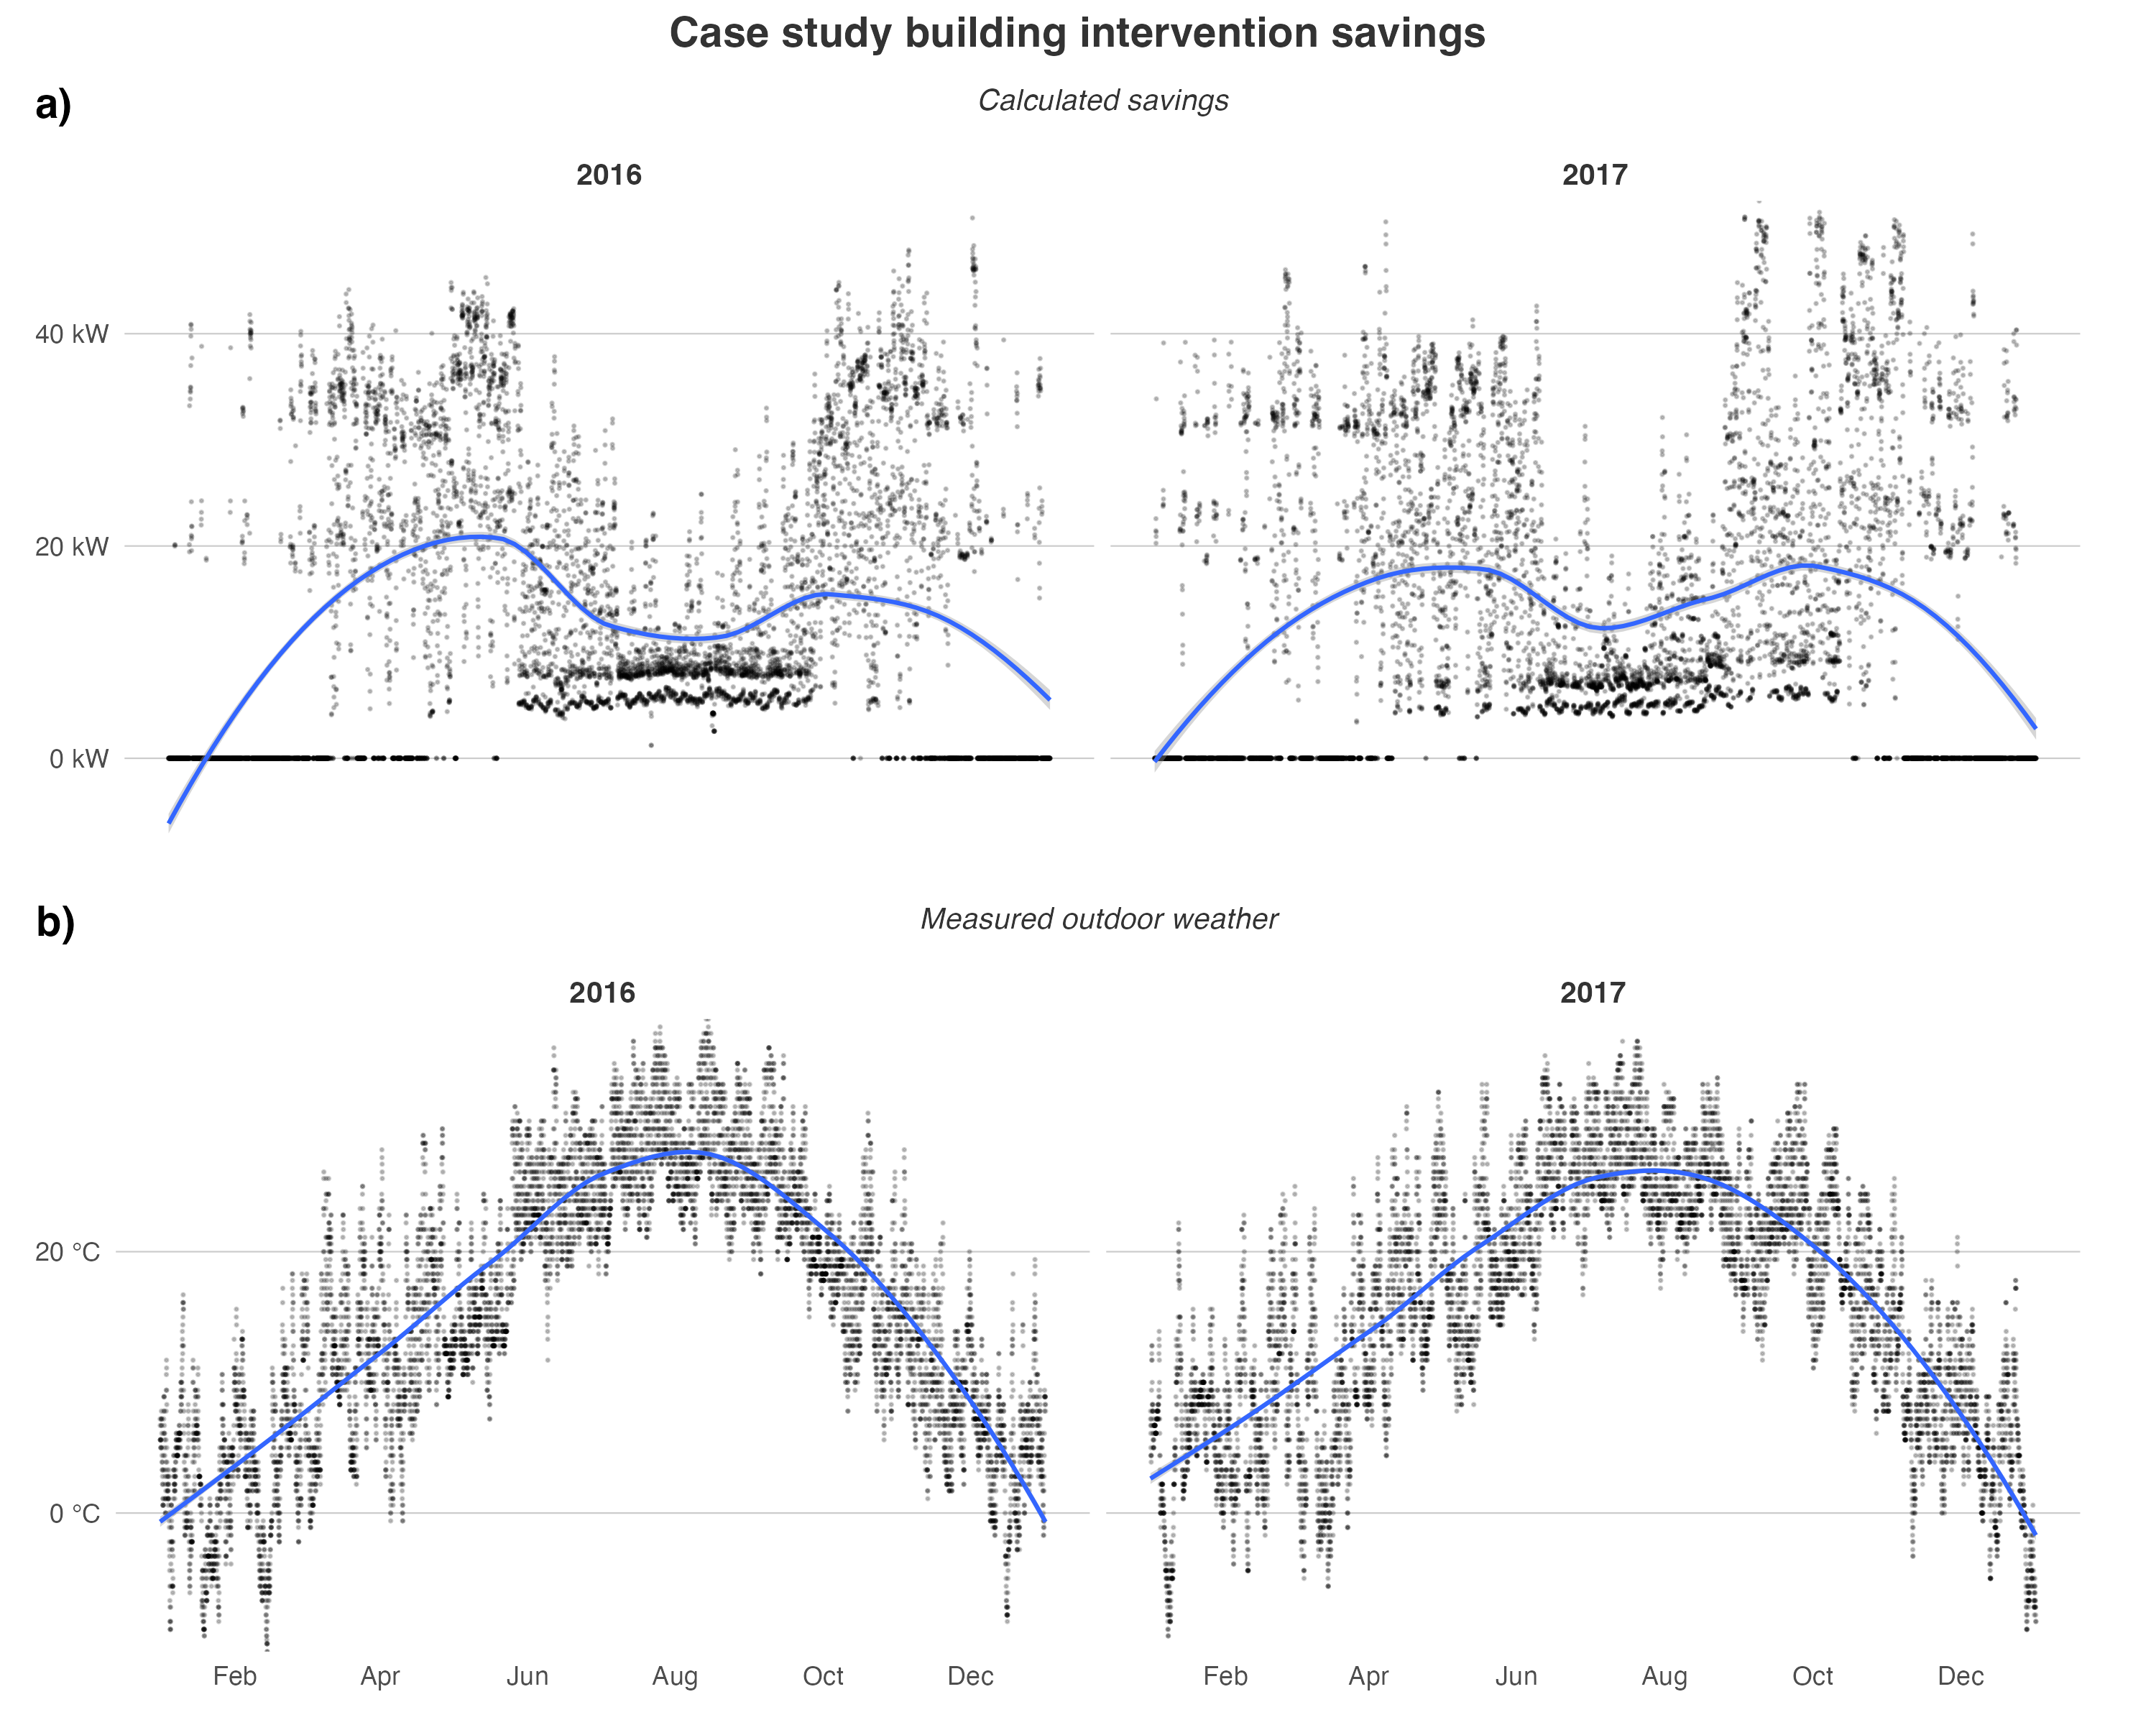 Case study building intervention savings
a)
Calculated savings
2016
2017
40 kW
20 kW
0 kW
b)
Measured outdoor weather
2016
2017
20 °C
0 °C
Feb Apr Jun Aug Oct Dec Feb Apr Jun Aug Oct Dec